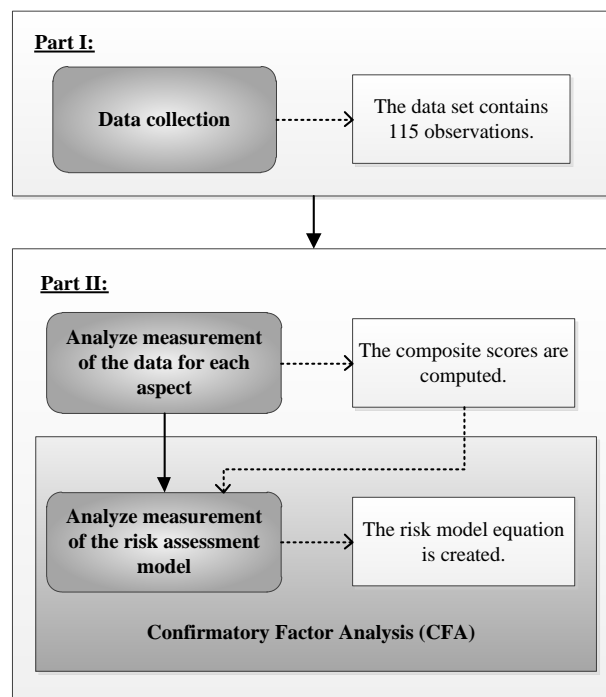 Part I:
Data collection
The data set contains
115 observations.
Part II:
Analyze measurement
of the data for each
aspect
The composite scores are
computed.
Analyze measurement
of the risk assessment
model
The risk model equation
is created.
Confirmatory Factor Analysis (CFA)